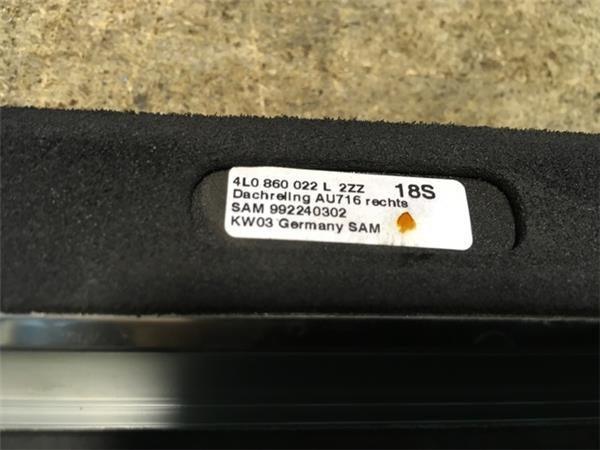 4L0 860 022 L 2ZZ 18S
Dachreling AU716 rechts
SAM 992240302
KW03 Germany SAM